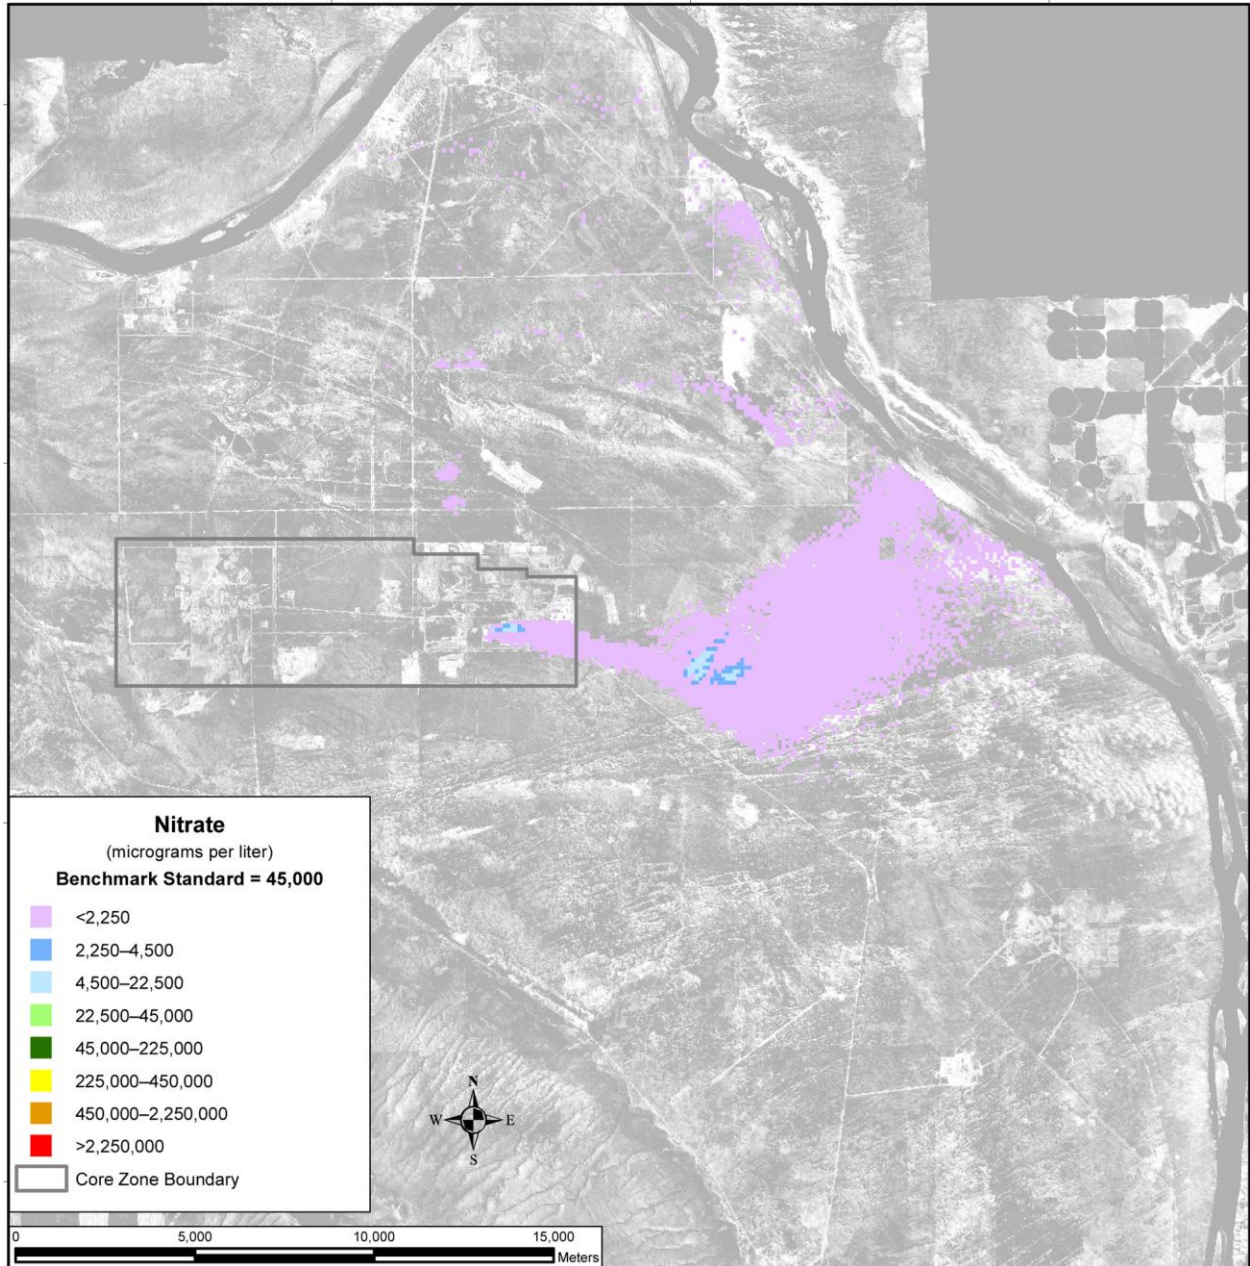 Nitrate
(micrograms per liter)
Benchmark Standard = 45,000
<2,250
2,250–4,500
4,500–22,500
22,500–45,000
45,000–225,000
225,000–450,000
450,000–2,250,000
>2,250,000
Core Zone Boundary
N
W E
S
0 5,000 10,000 15,000
Meters